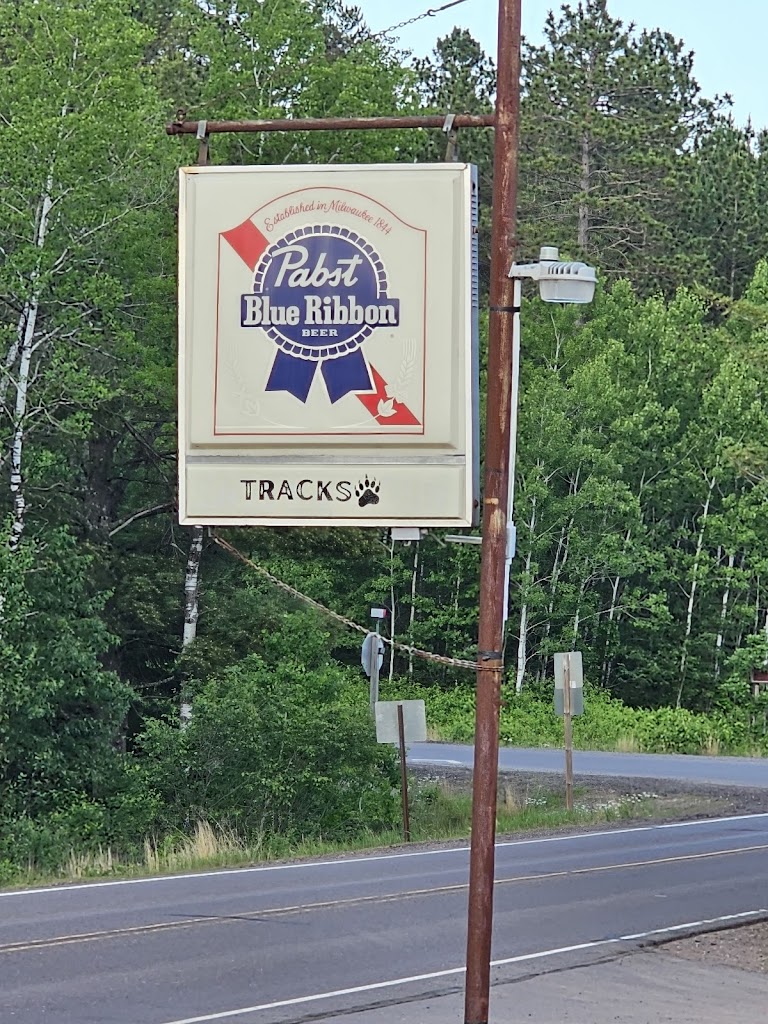 Established in Milwaukee 1844
Pabst
Blue Ribbon
BEER
TRACKS